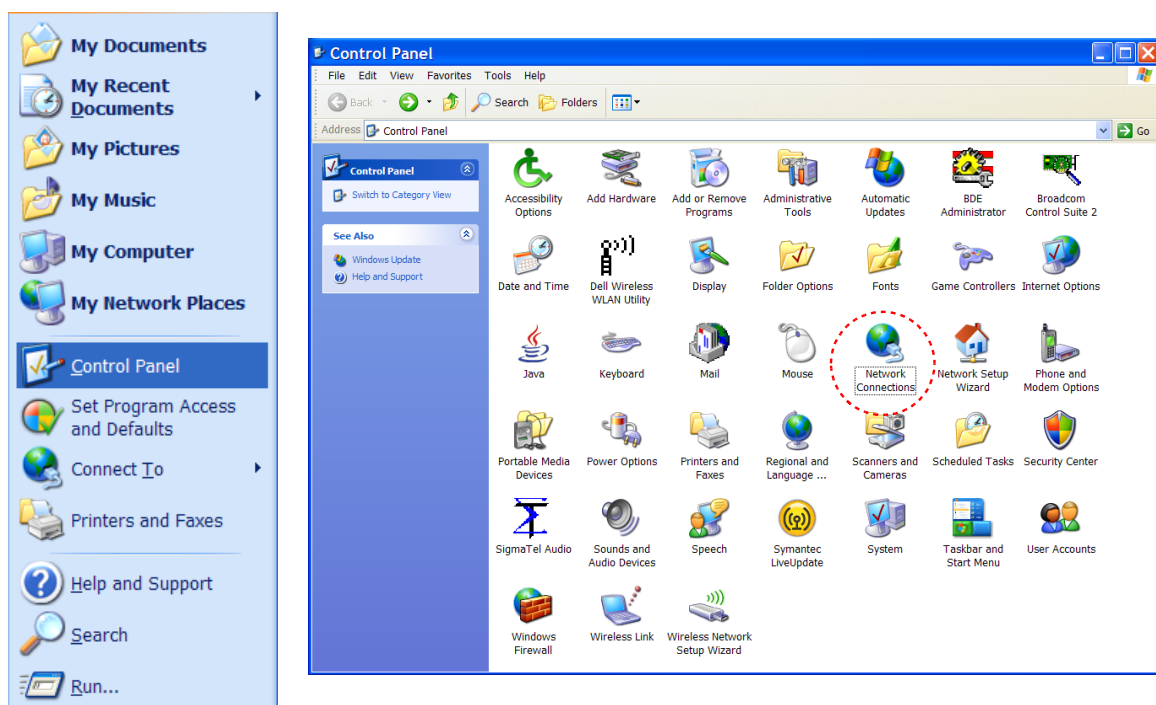 My Documents
My Recent
Documents
My Pictures
My Music
My Computer
My Network Places
Control Panel
Set Program Access
and Defaults
Connect To
Printers and Faxes
Help and Support
Search
Run...
Control Panel
File Edit View Favorites Tools Help
Back Search Folders
Address Control Panel Go
Control Panel
Switch to Category View
See Also
Windows Update
Help and Support
Accessibility
Options
Add Hardware
Add or Remove
Programs
Administrative
Tools
Automatic
Updates
BDE
Administrator
Broadcom
Control Suite 2
Date and Time
Dell Wireless
WLAN Utility
Display
Folder Options
Fonts
Game Controllers
Internet Options
Java
Keyboard
Mail
Mouse
Network
Connections
Network Setup
Wizard
Phone and
Modem Options
Portable Media
Devices
Power Options
Printers and
Faxes
Regional and
Language ...
Scanners and
Cameras
Scheduled Tasks
Security Center
SigmaTel Audio
Sounds and
Audio Devices
Speech
Symantec
LiveUpdate
System
Taskbar and
Start Menu
User Accounts
Windows
Firewall
Wireless Link
Wireless Network
Setup Wizard